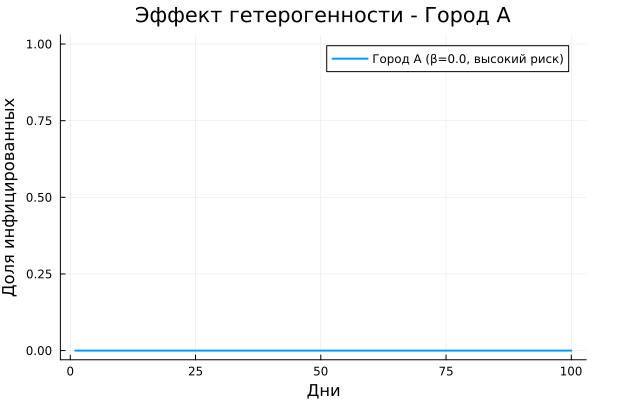 Эффект гетерогенности - Город A
Город A (β=0.0, высокий риск)
Доля инфицированных
1.00
0.75
0.50
0.25
0.00
0
25
50
75
100
Дни